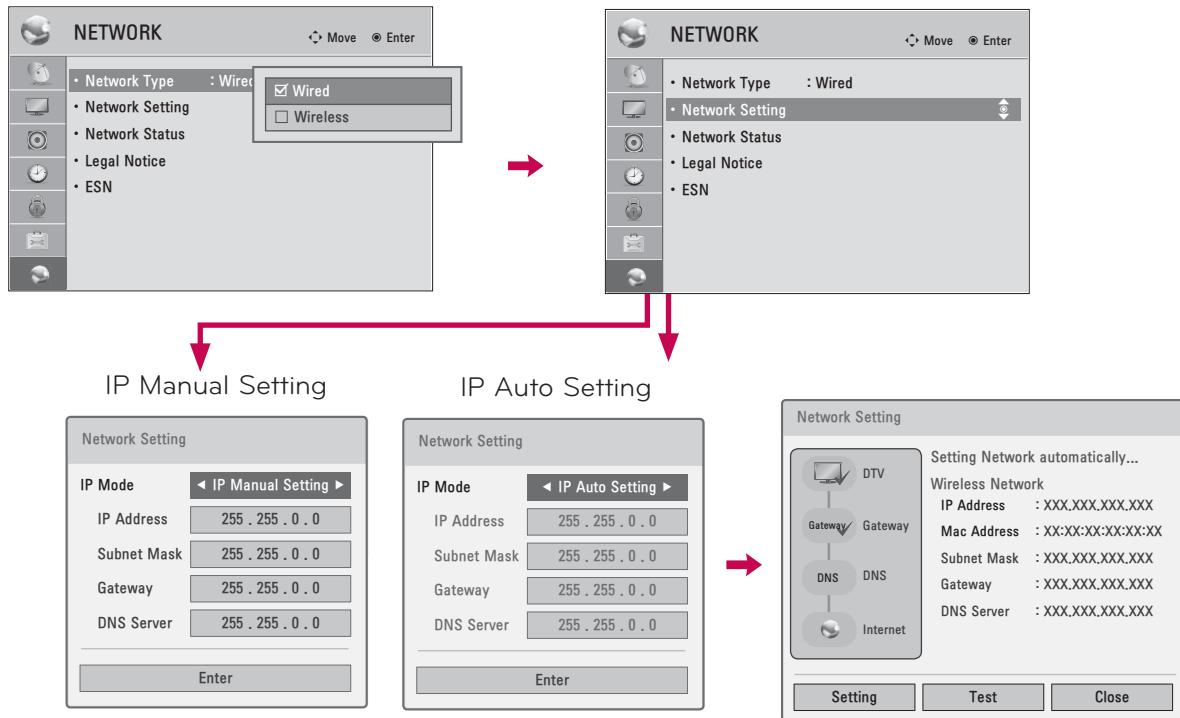 NETWORK
Move
Enter
• Network Type : Wired
• Network Setting
• Network Status
• Legal Notice
• ESN
Wired
Wireless
NETWORK
Move
Enter
• Network Type : Wired
• Network Setting
• Network Status
• Legal Notice
• ESN
IP Manual Setting
Network Setting
IP Mode ◄ IP Manual Setting ►
IP Address 255 . 255 . 0 . 0
Subnet Mask 255 . 255 . 0 . 0
Gateway 255 . 255 . 0 . 0
DNS Server 255 . 255 . 0 . 0
Enter
IP Auto Setting
Network Setting
IP Mode ◄ IP Auto Setting ►
IP Address 255 . 255 . 0 . 0
Subnet Mask 255 . 255 . 0 . 0
Gateway 255 . 255 . 0 . 0
DNS Server 255 . 255 . 0 . 0
Enter
Network Setting
DTV
Gateway Gateway
DNS DNS
Internet
Setting Network automatically...
Wireless Network
IP Address : XXX.XXX.XXX.XXX
Mac Address : XX:XX:XX:XX:XX:XX
Subnet Mask : XXX.XXX.XXX.XXX
Gateway : XXX.XXX.XXX.XXX
DNS Server : XXX.XXX.XXX.XXX
Setting
Test
Close